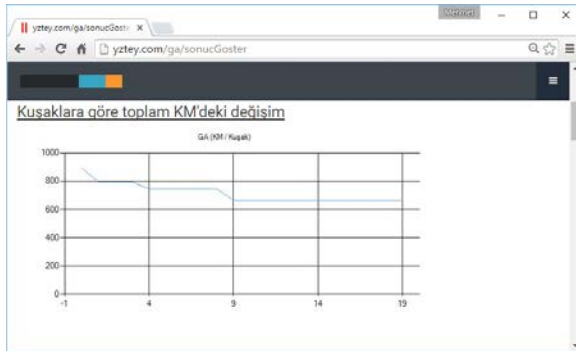 Mehmet
yztey.com/ga/sonucGoste
yztey.com/ga/sonucGoster
Kuşaklara göre toplam KM'deki değişim
GA (KM / Kuşak)
1000
800
600
400
200
0
-1 4 9 14 19